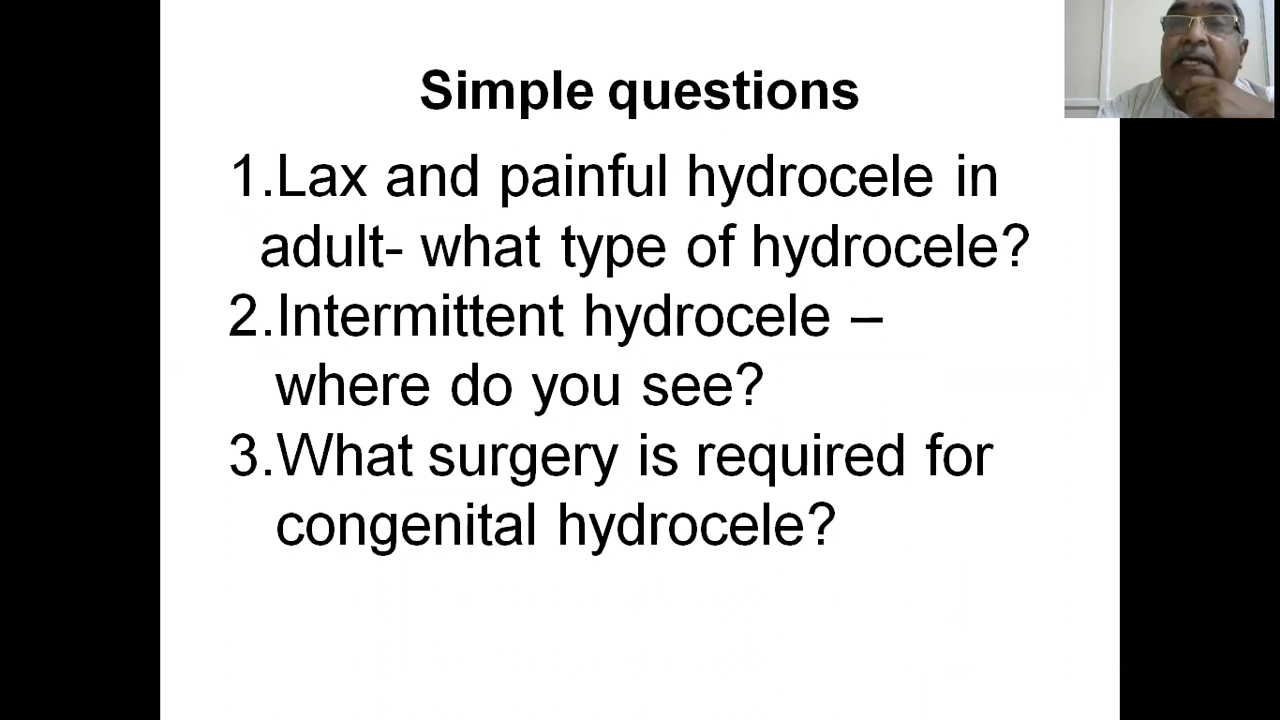 Simple questions
1.Lax and painful hydrocele in
adult- what type of hydrocele?
2.Intermittent hydrocele –
where do you see?
3.What surgery is required for
congenital hydrocele?